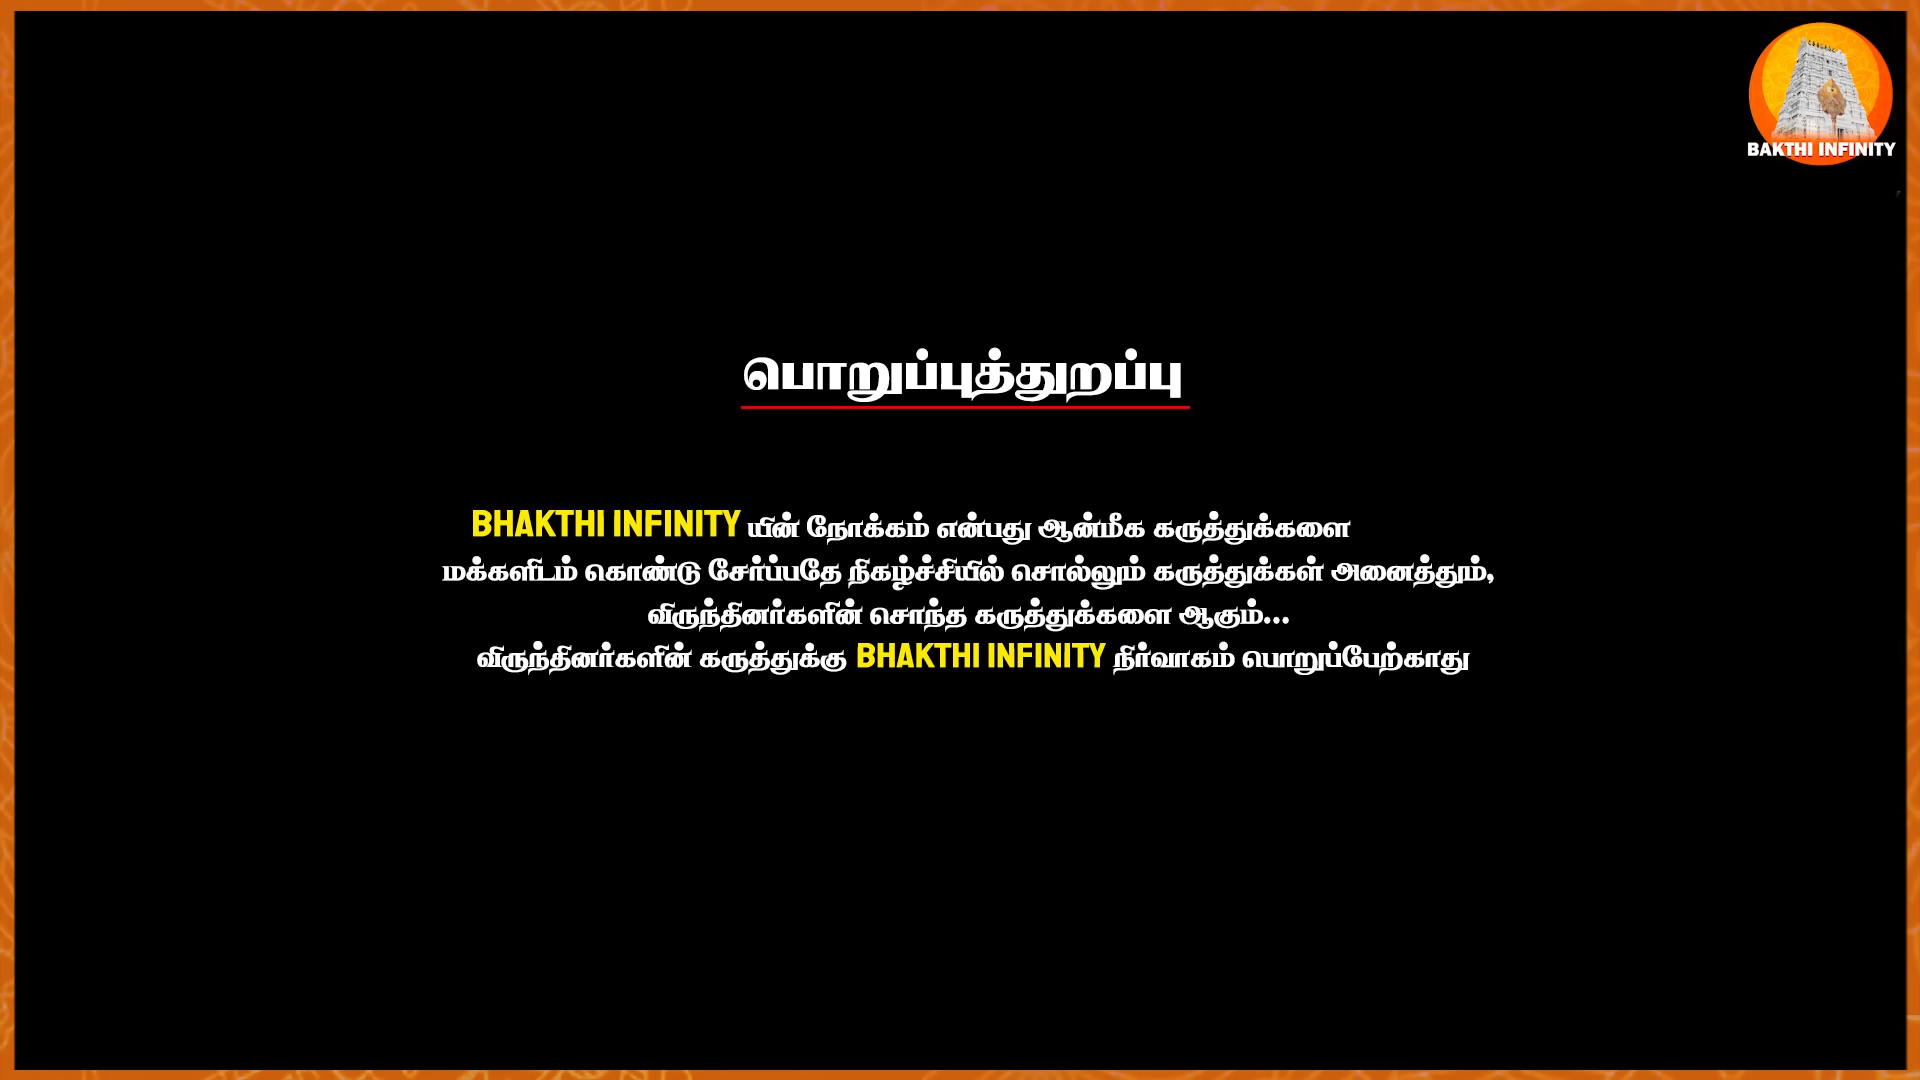 BAKTHI INFINITY
பொறுப்புத்துறப்பு
BHAKTHI INFINITY யின் நோக்கம் என்பது ஆன்மீக கருத்துக்களை
மக்களிடம் கொண்டு சேர்ப்பதே நிகழ்ச்சியில் சொல்லும் கருத்துக்கள் அனைத்தும்,
விருந்தினர்களின் சொந்த கருத்துக்களை ஆகும்...
விருந்தினர்களின் கருத்துக்கு BHAKTHI INFINITY நிர்வாகம் பொறுப்பேற்காது